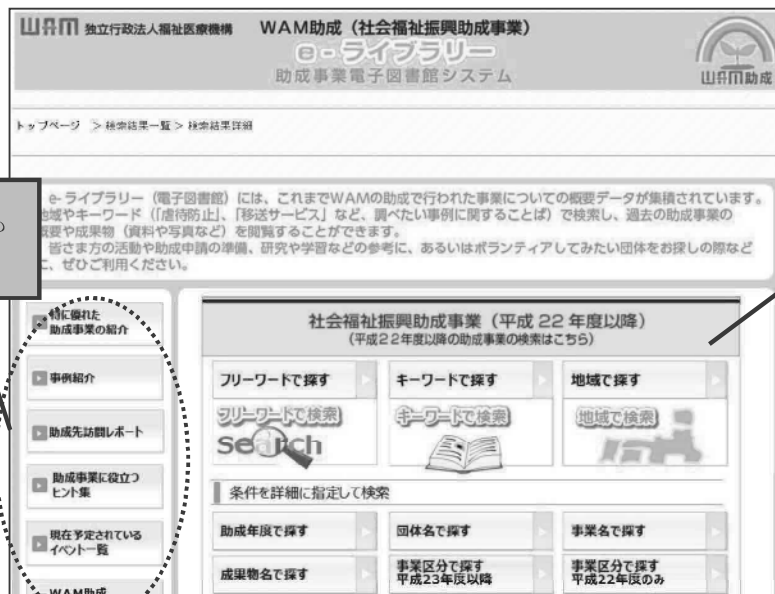 WAM 独立行政法人福祉医療機構 WAM助成（社会福祉振興助成事業）
e-ライブラリー
助成事業電子図書館システム
WAM助成
トップページ ＞検索結果一覧＞ 検索結果詳細
e-ライブラリー（電子図書館）には、これまでWAMの助成で行われた事業についての概要データが集積されています。
地域やキーワード（「虐待防止」、「移送サービス」など、調べたい事例に関することば）で検索し、過去の助成事業の
概要や成果物（資料や写真など）を閲覧することができます。
皆さま方の活動や助成申請の準備、研究や学習などの参考に、あるいはボランティアしてみたい団体をお探しの際など
に、ぜひご利用ください。
の
特に優れた
助成事業の紹介
事例紹介
助成先訪問レポート
助成事業に役立つ
ヒント集
現在予定されている
イベント一覧
WAM助成
社会福祉振興助成事業（平成 22 年度以降）
（平成22年度以降の助成事業の検索はこちら）
フリーワードで探す キーワードで探す 地域で探す
フリーワードで検索 キーワードで検索 地域で検索
search
条件を詳細に指定して検索
助成年度で探す 団体名で探す 事業名で探す
成果物名で探す 事業区分で探す 平成23年度以降 事業区分で探す 平成22年度のみ